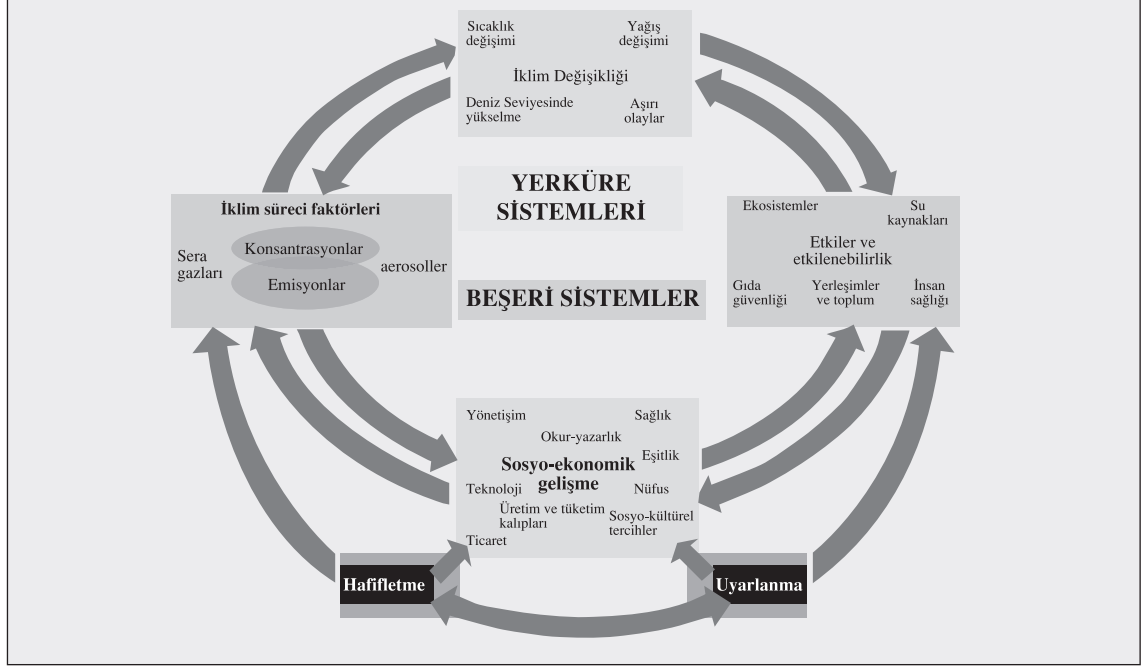 Sıcaklık
değişimi
Yağış
değişimi
İklim Değişikliği
Deniz Seviyesinde
yükselme
Aşırı
olaylar
YERKÜRE
SİSTEMLERİ
İklim süreci faktörleri
Sera
gazları
Konsantrasyonlar
Emisyonlar
aerosoller
Ekosistemler
Su
kaynakları
Etkiler ve
etkilenebilirlik
Gıda
güvenliği
Yerleşimler
ve toplum
İnsan
sağlığı
BEŞERİ SİSTEMLER
Yönetişim
Sağlık
Okur-yazarlık
Eşitlik
Sosyo-ekonomik
gelişme
Teknoloji
Nüfus
Üretim ve tüketim
kalıpları
Sosyo-kültürel
tercihler
Ticaret
Hafifletme
Uyarlanma